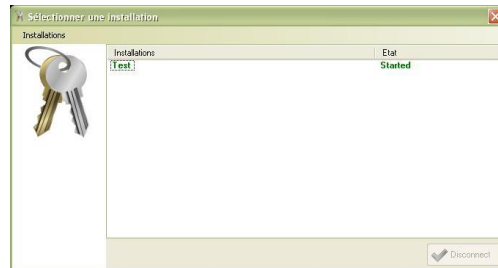 Sélectionner une installation
Installations
Installations Etat
Test Started
Disconnect